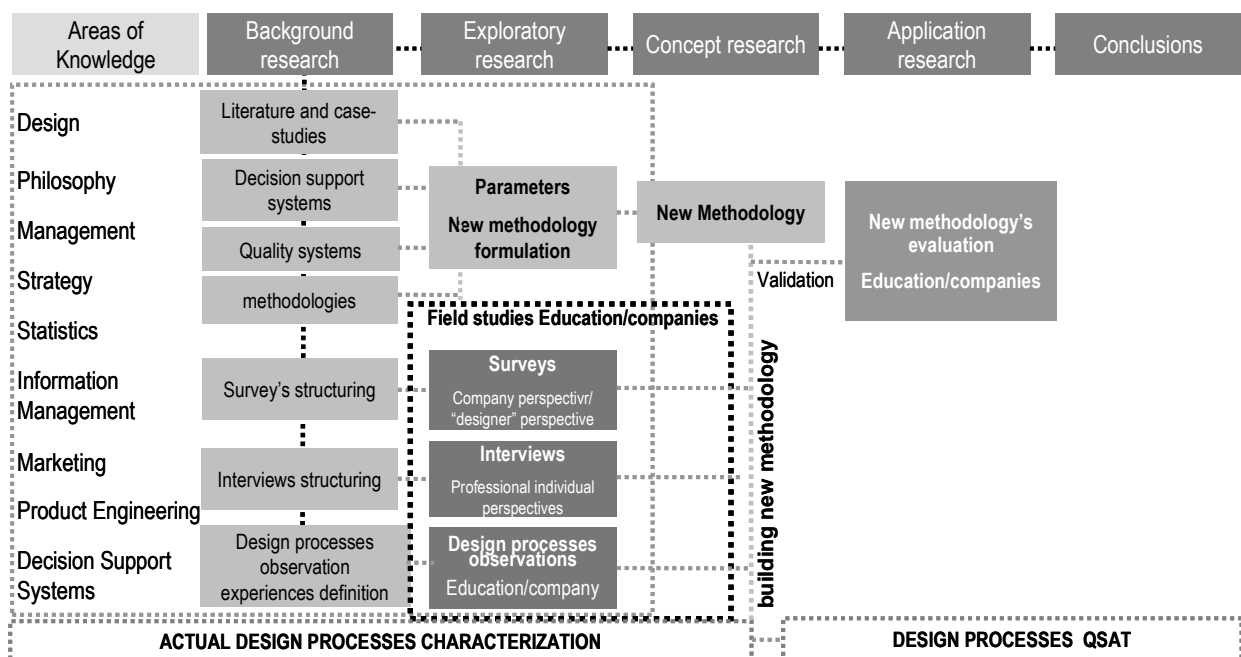 Areas of
Knowledge
Background
research
Exploratory
research
Concept research
Application
research
Conclusions
Design
Philosophy
Management
Strategy
Statistics
Information
Management
Marketing
Product Engineering
Decision Support
Systems
Literature and case-
studies
Decision support
systems
Quality systems
methodologies
Survey's structuring
Interviews structuring
Design processes
observation
experiences definition
Parameters
New methodology
formulation
Field studies Education/companies
Surveys
Company perspectivr/
“designer” perspective
Interviews
Professional individual
perspectives
Design processes
observations
Education/company
New Methodology
building new methodology
Validation
New methodology's
evaluation
Education/companies
ACTUAL DESIGN PROCESSES CHARACTERIZATION
DESIGN PROCESSES QSAT